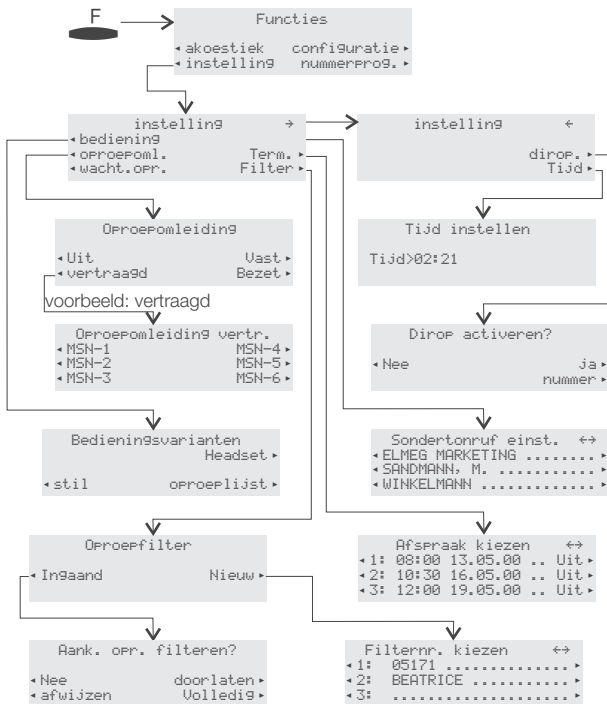 F
Functies
akoestiek configuratie
instelling nummerprog.
instelling →
bediening
oproepoml. Term.
wacht.opr. Filter
instelling ←
dirop.
Tijd
Oproepomleiding
Uit Vast
vertraagd Bezet
voorbeeld: vertraagd
Tijd instellen
Tijd>02:21
Oproepomleiding vertr.
MSN-1 MSN-4
MSN-2 MSN-5
MSN-3 MSN-6
Dirop activeren?
Nee ja
nummer
Bedieningsvarianten
Headset
stil oproeplijst
Sondertonruf einst. ↔
ELMEG MARKETING ........
SANDMANN, M. ...........
WINKELMANN ............
Oproepfilter
Ingaand Nieuw
Afspraak kiezen ↔
1: 08:00 13.05.00 .. Uit
2: 10:30 16.05.00 .. Uit
3: 12:00 19.05.00 .. Uit
Aank. opr. filteren?
Nee doorlaten
afwijzen Volledig
Filternr. kiezen ↔
1: 05171 ..............
2: BEATRICE ...........
3: ....................